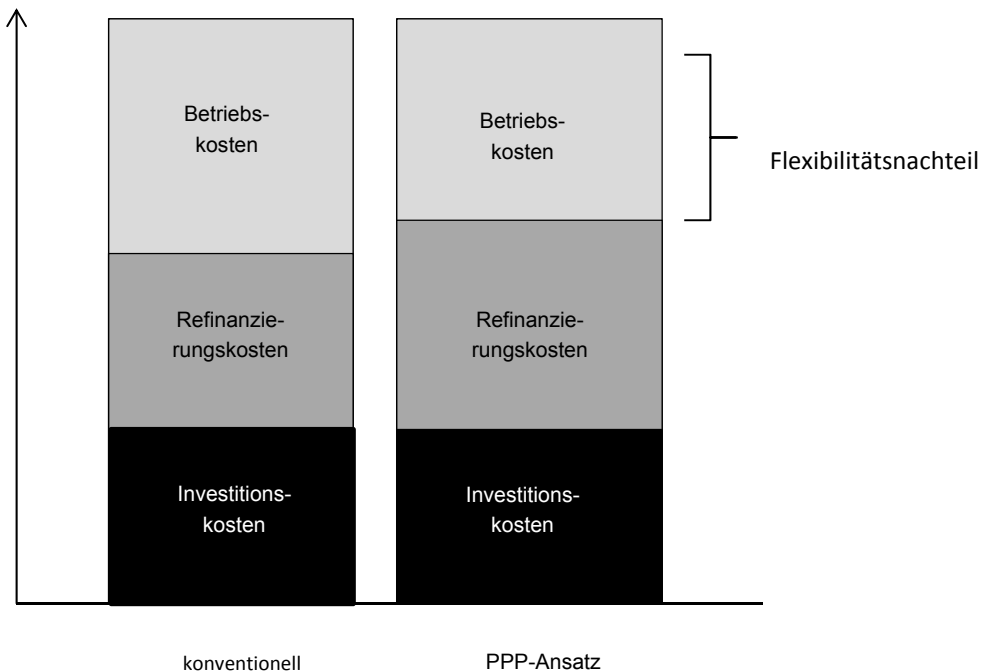 Betriebs-
kosten
Refinanzie-
rungskosten
Investitions-
kosten
Betriebs-
kosten
Refinanzie-
rungskosten
Investitions-
kosten
Flexibilitätsnachteil
konventionell
PPP-Ansatz